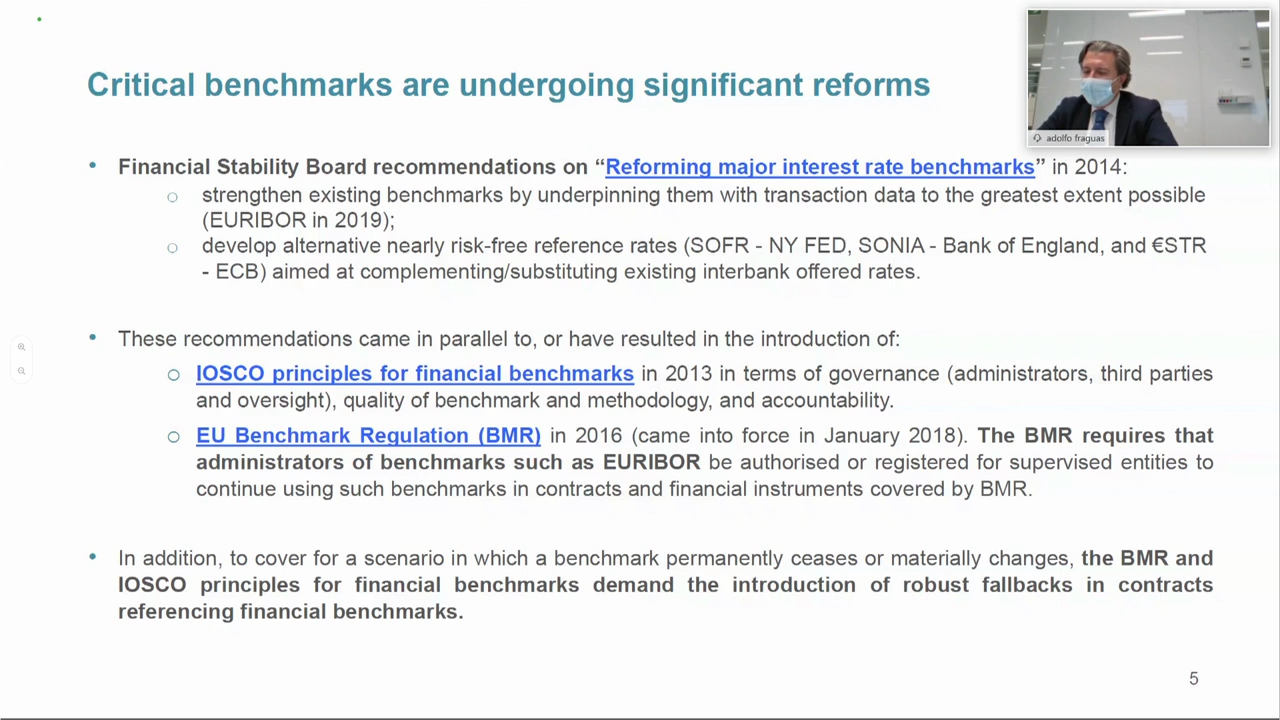 Critical benchmarks are undergoing significant reforms
adolfo fraguas
• Financial Stability Board recommendations on “Reforming major interest rate benchmarks” in 2014:
○ strengthen existing benchmarks by underpinning them with transaction data to the greatest extent possible
(EURIBOR in 2019);
○ develop alternative nearly risk-free reference rates (SOFR - NY FED, SONIA - Bank of England, and €STR
- ECB) aimed at complementing/substituting existing interbank offered rates.
• These recommendations came in parallel to, or have resulted in the introduction of:
○ IOSCO principles for financial benchmarks in 2013 in terms of governance (administrators, third parties
and oversight), quality of benchmark and methodology, and accountability.
○ EU Benchmark Regulation (BMR) in 2016 (came into force in January 2018). The BMR requires that
administrators of benchmarks such as EURIBOR be authorised or registered for supervised entities to
continue using such benchmarks in contracts and financial instruments covered by BMR.
• In addition, to cover for a scenario in which a benchmark permanently ceases or materially changes, the BMR and
IOSCO principles for financial benchmarks demand the introduction of robust fallbacks in contracts
referencing financial benchmarks.
5